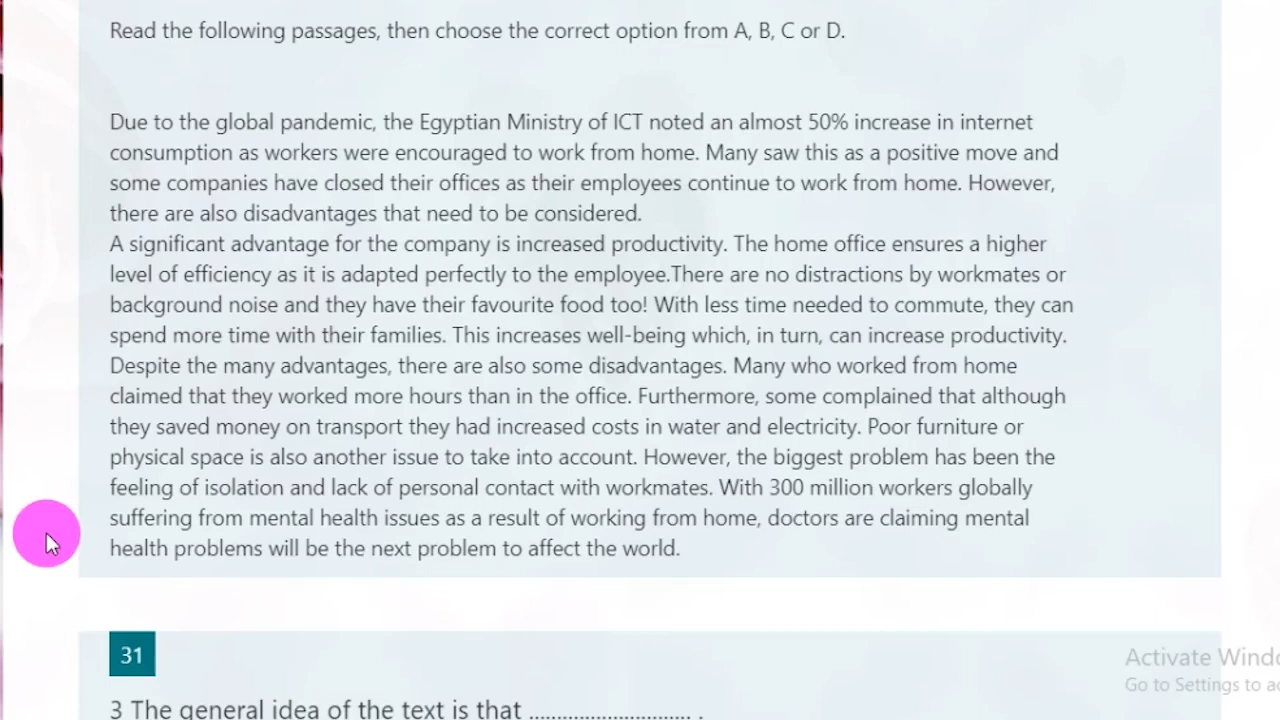 Read the following passages, then choose the correct option from A, B, C or D.
Due to the global pandemic, the Egyptian Ministry of ICT noted an almost 50% increase in internet
consumption as workers were encouraged to work from home. Many saw this as a positive move and
some companies have closed their offices as their employees continue to work from home. However,
there are also disadvantages that need to be considered.
A significant advantage for the company is increased productivity. The home office ensures a higher
level of efficiency as it is adapted perfectly to the employee.There are no distractions by workmates or
background noise and they have their favourite food too! With less time needed to commute, they can
spend more time with their families. This increases well-being which, in turn, can increase productivity.
Despite the many advantages, there are also some disadvantages. Many who worked from home
claimed that they worked more hours than in the office. Furthermore, some complained that although
they saved money on transport they had increased costs in water and electricity. Poor furniture or
physical space is also another issue to take into account. However, the biggest problem has been the
feeling of isolation and lack of personal contact with workmates. With 300 million workers globally
suffering from mental health issues as a result of working from home, doctors are claiming mental
health problems will be the next problem to affect the world.
31
3 The general idea of the text is that ............................. .
Activate Windo
Go to Settings to ac